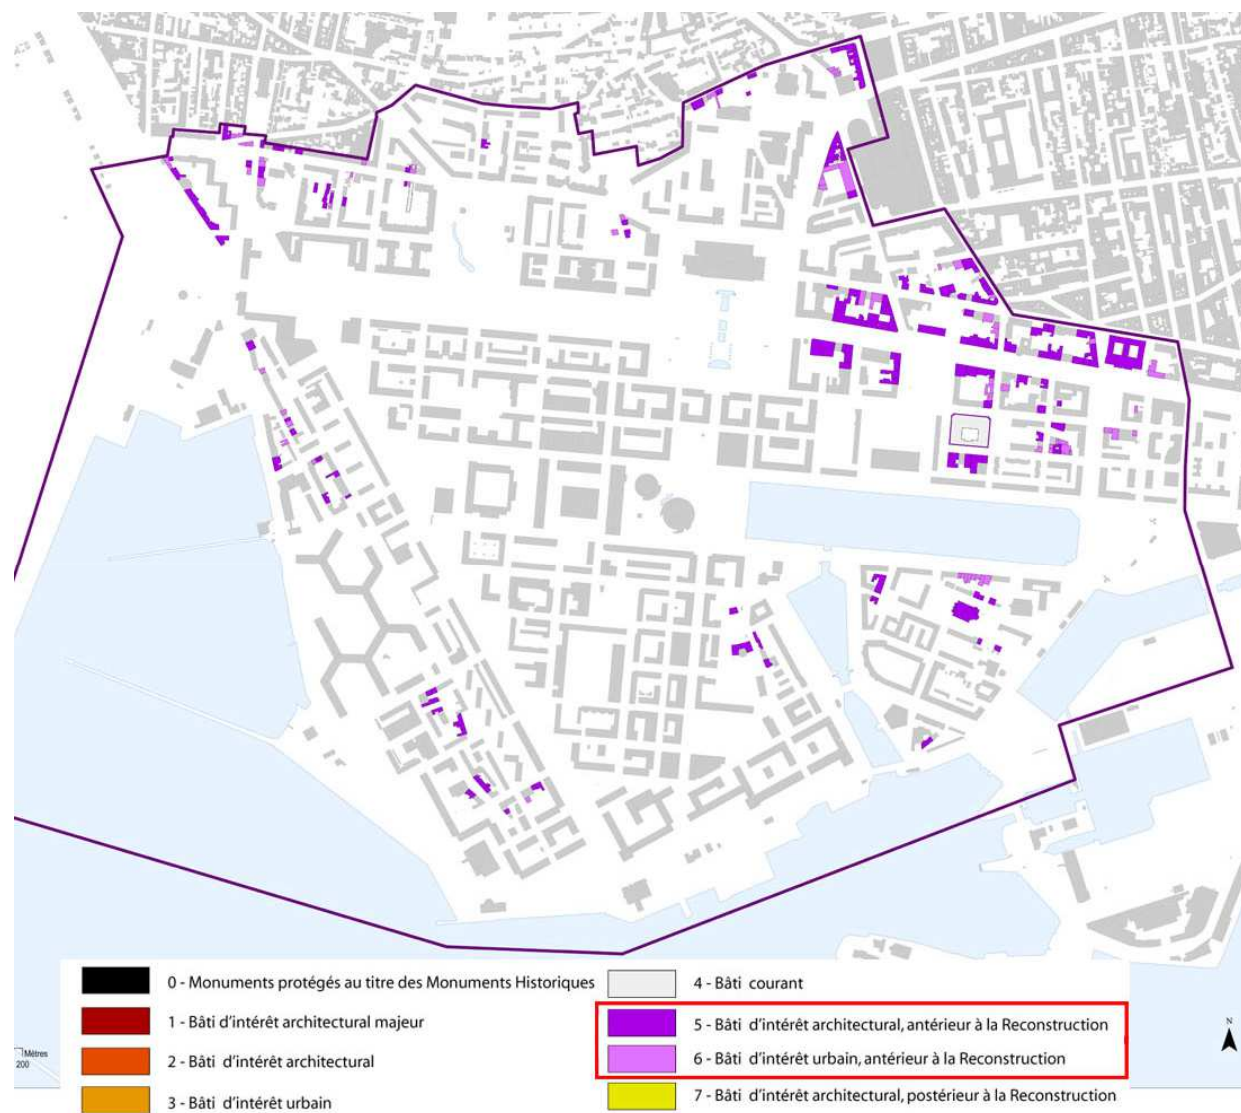 0 - Monuments protégés au titre des Monuments Historiques
1 - Bâti d'intérêt architectural majeur
2 - Bâti d'intérêt architectural
3 - Bâti d'intérêt urbain
4 - Bâti courant
5 - Bâti d'intérêt architectural, antérieur à la Reconstruction
6 - Bâti d'intérêt urbain, antérieur à la Reconstruction
7 - Bâti d'intérêt architectural, postérieur à la Reconstruction
Mètres
200
N